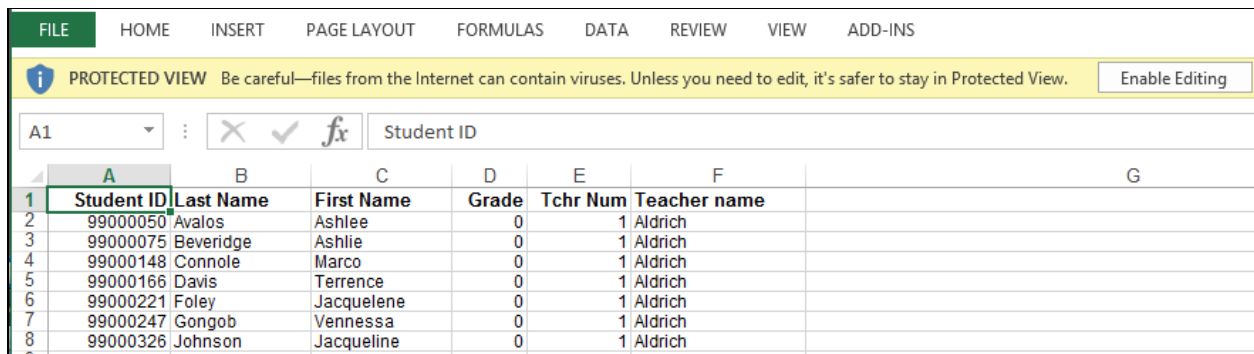 FILE HOME INSERT PAGE LAYOUT FORMULAS DATA REVIEW VIEW ADD-INS
PROTECTED VIEW Be careful—files from the Internet can contain viruses. Unless you need to edit, it's safer to stay in Protected View. Enable Editing
A1 fx Student ID
A B C D E F G
1 Student ID Last Name First Name Grade Tchr Num Teacher name
2 99000050 Avalos Ashlee 0 1 Aldrich
3 99000075 Beveridge Ashlie 0 1 Aldrich
4 99000148 Connole Marco 0 1 Aldrich
5 99000166 Davis Terrence 0 1 Aldrich
6 99000221 Foley Jacquelene 0 1 Aldrich
7 99000247 Gongob Vennessa 0 1 Aldrich
8 99000326 Johnson Jacqueline 0 1 Aldrich